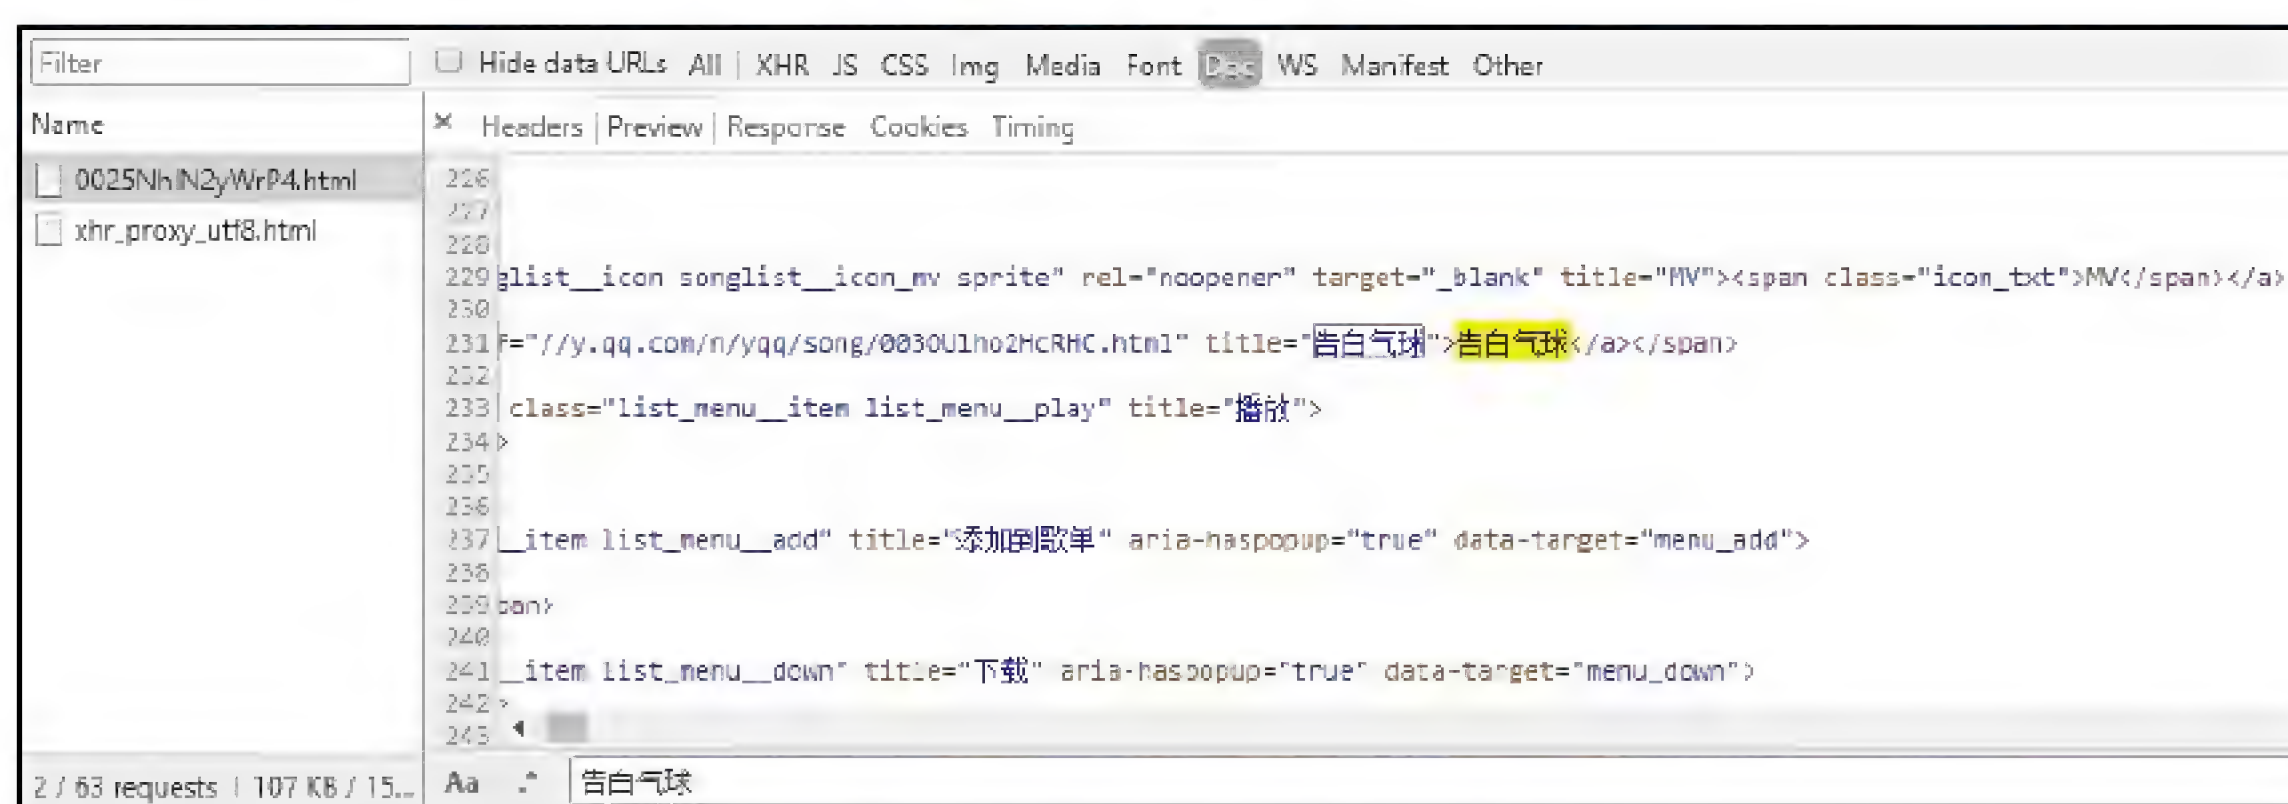 Filter
Hide data URLs All XHR JS CSS Img Media Font Doc WS Manifest Other
Name
× Headers Preview Response Cookies Timing
0025NhlN2yWrP4.html
xhr_proxy_utf8.html
226
227
228
229 glist__icon songlist__icon_mv sprite" rel="noopener" target="_blank" title="MV"><span class="icon_txt">MV</span></a>
230
231 f="//y.qq.com/n/yqq/song/003OUlho2HcRHC.html" title="告白气球">告白气球</a></span>
232
233 class="list_menu__item list_menu__play" title="播放">
234 >
235
236
237 __item list_menu__add" title="添加到歌单" aria-haspopup="true" data-target="menu_add">
238
239 pan>
240
241 __item list_menu__down" title="下载" aria-haspopup="true" data-target="menu_down">
242 >
243
2 / 63 requests | 107 KB / 15...
Aa .* 告白气球